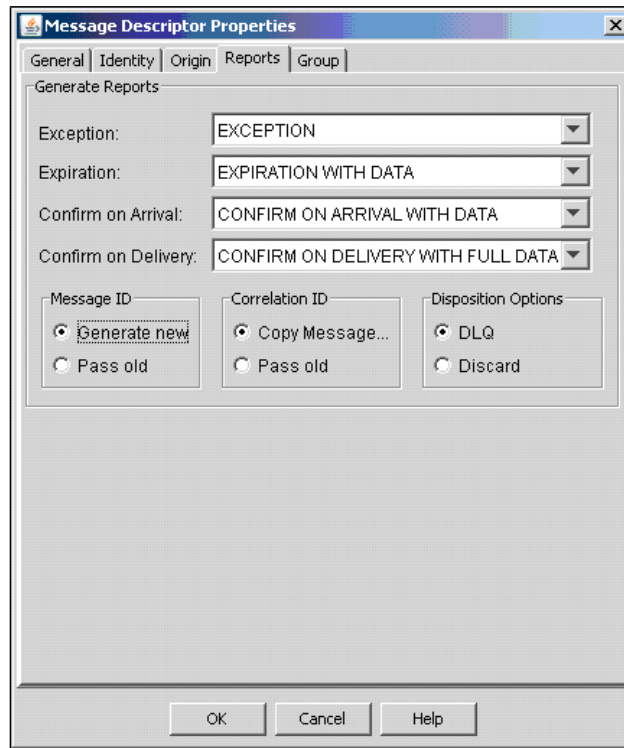 Message Descriptor Properties
General Identity Origin Reports Group
Generate Reports
Exception: EXCEPTION
Expiration: EXPIRATION WITH DATA
Confirm on Arrival: CONFIRM ON ARRIVAL WITH DATA
Confirm on Delivery: CONFIRM ON DELIVERY WITH FULL DATA
Message ID Correlation ID Disposition Options
Generate new Copy Message... DLQ
Pass old Pass old Discard
OK Cancel Help